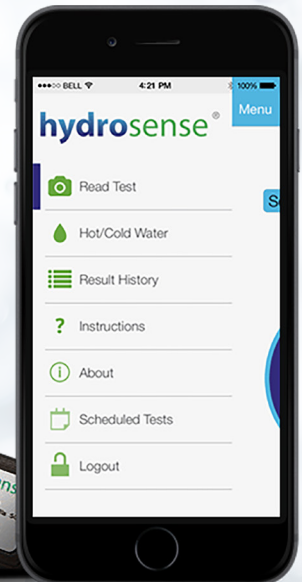 ●●●○○ BELL 4:21 PM 100%
Menu
hydrosense®
Read Test
Hot/Cold Water
Result History
? Instructions
i About
Scheduled Tests
Logout